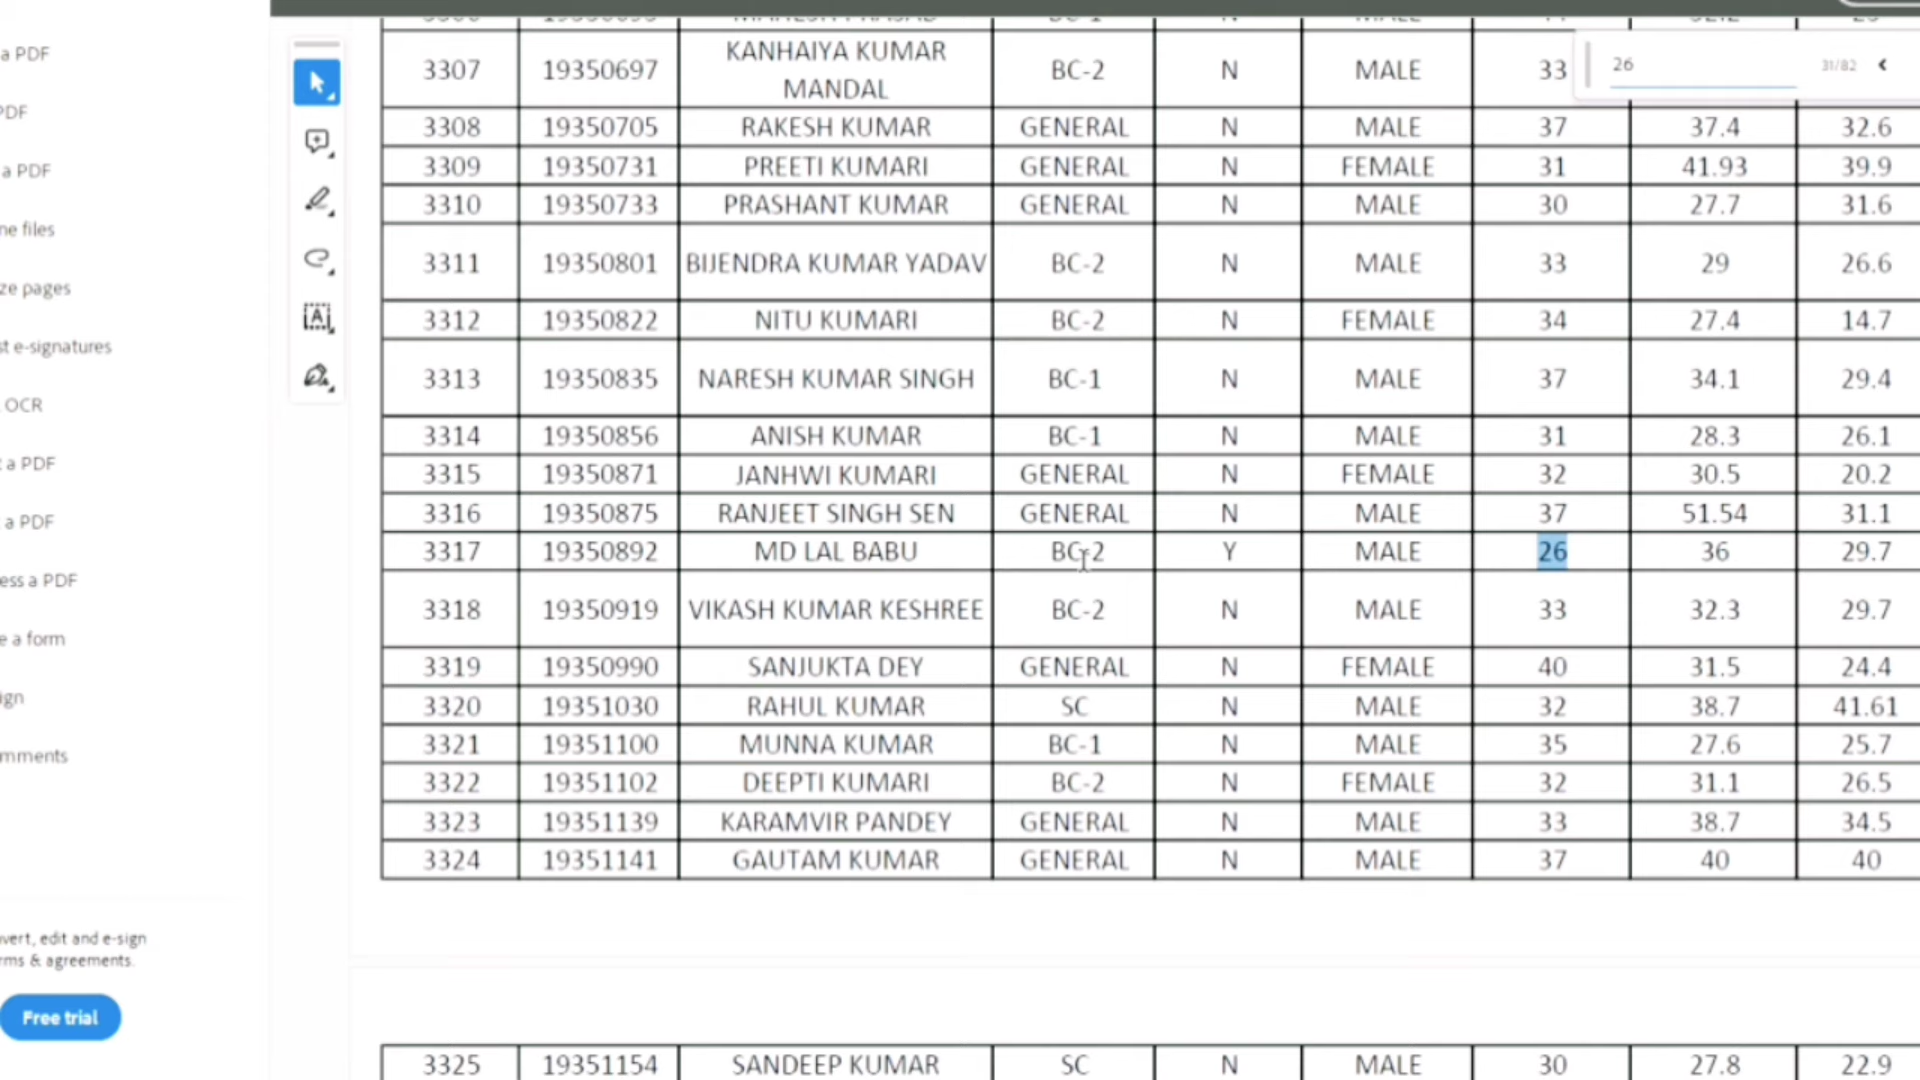 a PDF
PDF
a PDF
ne files
ze pages
st e-signatures
OCR
t a PDF
a PDF
ess a PDF
e a form
ign
mments
vert, edit and e-sign
rms & agreements.
Free trial
26 31/82
3307 19350697 KANHAIYA KUMAR MANDAL BC-2 N MALE 33
3308 19350705 RAKESH KUMAR GENERAL N MALE 37 37.4 32.6
3309 19350731 PREETI KUMARI GENERAL N FEMALE 31 41.93 39.9
3310 19350733 PRASHANT KUMAR GENERAL N MALE 30 27.7 31.6
3311 19350801 BIJENDRA KUMAR YADAV BC-2 N MALE 33 29 26.6
3312 19350822 NITU KUMARI BC-2 N FEMALE 34 27.4 14.7
3313 19350835 NARESH KUMAR SINGH BC-1 N MALE 37 34.1 29.4
3314 19350856 ANISH KUMAR BC-1 N MALE 31 28.3 26.1
3315 19350871 JANHWI KUMARI GENERAL N FEMALE 32 30.5 20.2
3316 19350875 RANJEET SINGH SEN GENERAL N MALE 37 51.54 31.1
3317 19350892 MD LAL BABU BC-2 Y MALE 26 36 29.7
3318 19350919 VIKASH KUMAR KESHREE BC-2 N MALE 33 32.3 29.7
3319 19350990 SANJUKTA DEY GENERAL N FEMALE 40 31.5 24.4
3320 19351030 RAHUL KUMAR SC N MALE 32 38.7 41.61
3321 19351100 MUNNA KUMAR BC-1 N MALE 35 27.6 25.7
3322 19351102 DEEPTI KUMARI BC-2 N FEMALE 32 31.1 26.5
3323 19351139 KARAMVIR PANDEY GENERAL N MALE 33 38.7 34.5
3324 19351141 GAUTAM KUMAR GENERAL N MALE 37 40 40
3325 19351154 SANDEEP KUMAR SC N MALE 30 27.8 22.9